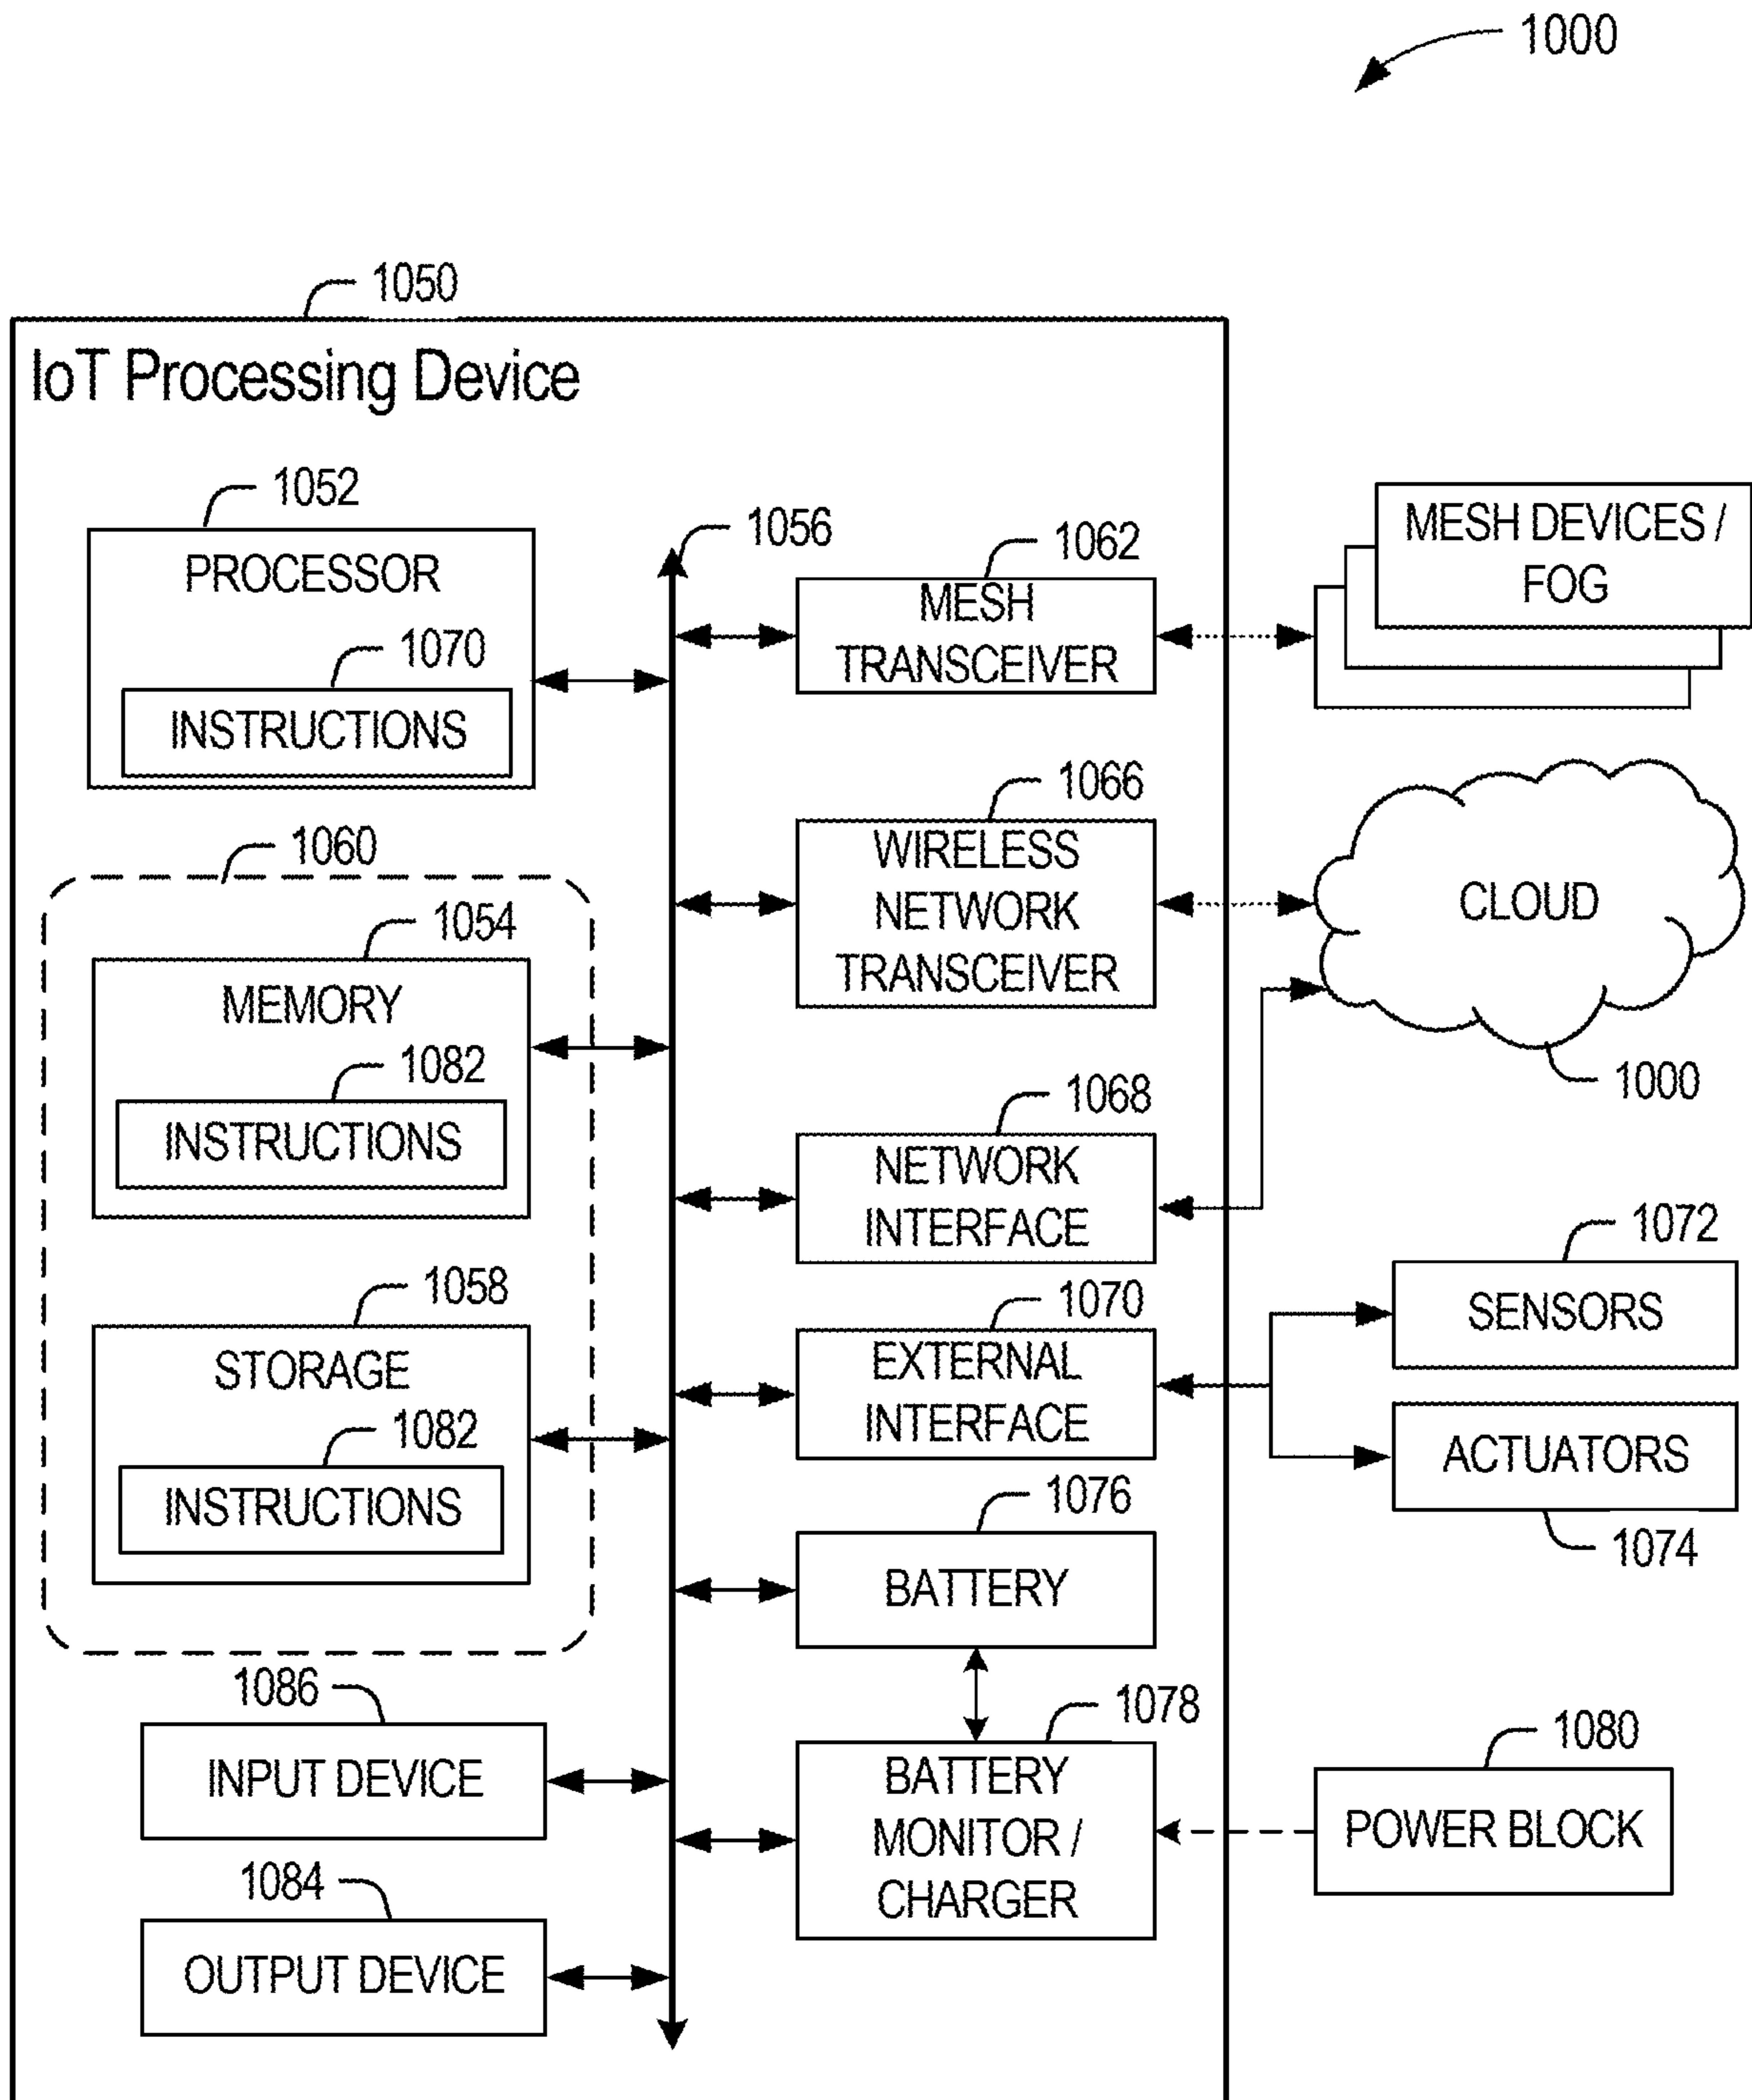 1000
1050
IoT Processing Device
1052
PROCESSOR
1070
INSTRUCTIONS
1060
1054
MEMORY
1082
INSTRUCTIONS
1058
STORAGE
1082
INSTRUCTIONS
1086
INPUT DEVICE
1084
OUTPUT DEVICE
1056
1062
MESH
TRANSCEIVER
1066
WIRELESS
NETWORK
TRANSCEIVER
1068
NETWORK
INTERFACE
1070
EXTERNAL
INTERFACE
1076
BATTERY
1078
BATTERY
MONITOR /
CHARGER
MESH DEVICES /
FOG
CLOUD
1000
1072
SENSORS
ACTUATORS
1074
1080
POWER BLOCK